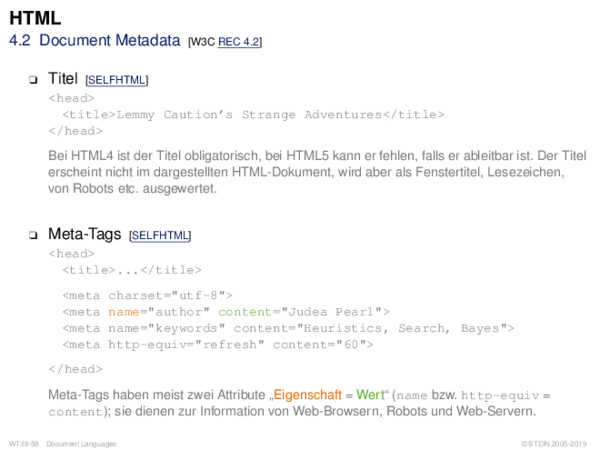 HTML
4.2 Document Metadata [W3C REC 4.2]
❑ Titel [SELFHTML]
<head>
<title>Lemmy Caution's Strange Adventures</title>
</head>
Bei HTML4 ist der Titel obligatorisch, bei HTML5 kann er fehlen, falls er ableitbar ist. Der Titel
erscheint nicht im dargestellten HTML-Dokument, wird aber als Fenstertitel, Lesezeichen,
von Robots etc. ausgewertet.
❑ Meta-Tags [SELFHTML]
<head>
<title>...</title>
<meta charset="utf-8">
<meta name="author" content="Judea Pearl">
<meta name="keywords" content="Heuristics, Search, Bayes">
<meta http-equiv="refresh" content="60">
</head>
Meta-Tags haben meist zwei Attribute „Eigenschaft = Wert“ (name bzw. http-equiv =
content); sie dienen zur Information von Web-Browsern, Robots und Web-Servern.
WT:III-56 Document Languages © STEIN 2005-2019